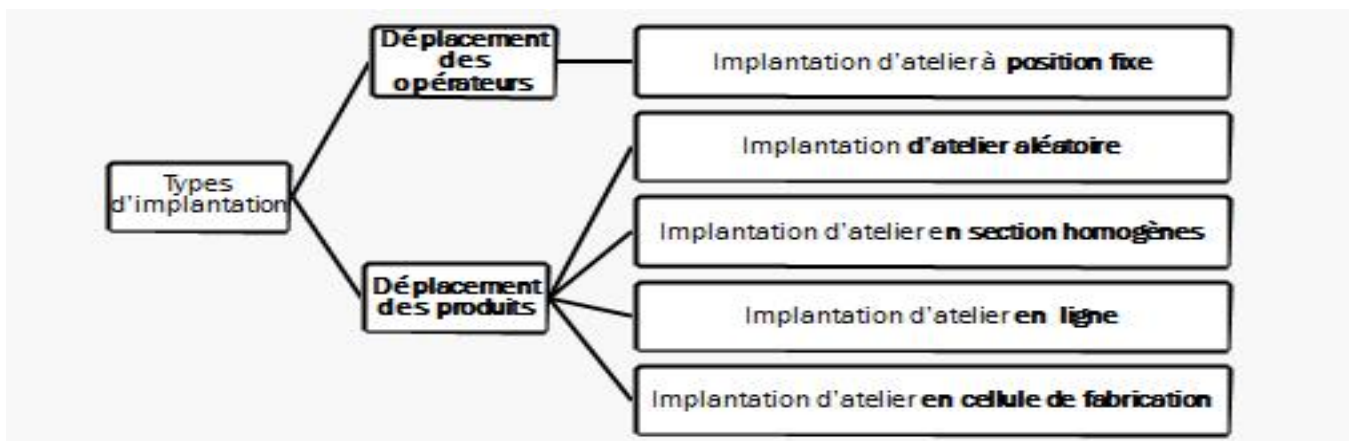 Types
d'implantation
Déplacement
des
opérateurs
Implantation d'atelier à position fixe
Déplacement
des produits
Implantation d'atelier aléatoire
Implantation d'atelier en section homogènes
Implantation d'atelier en ligne
Implantation d'atelier en cellule de fabrication